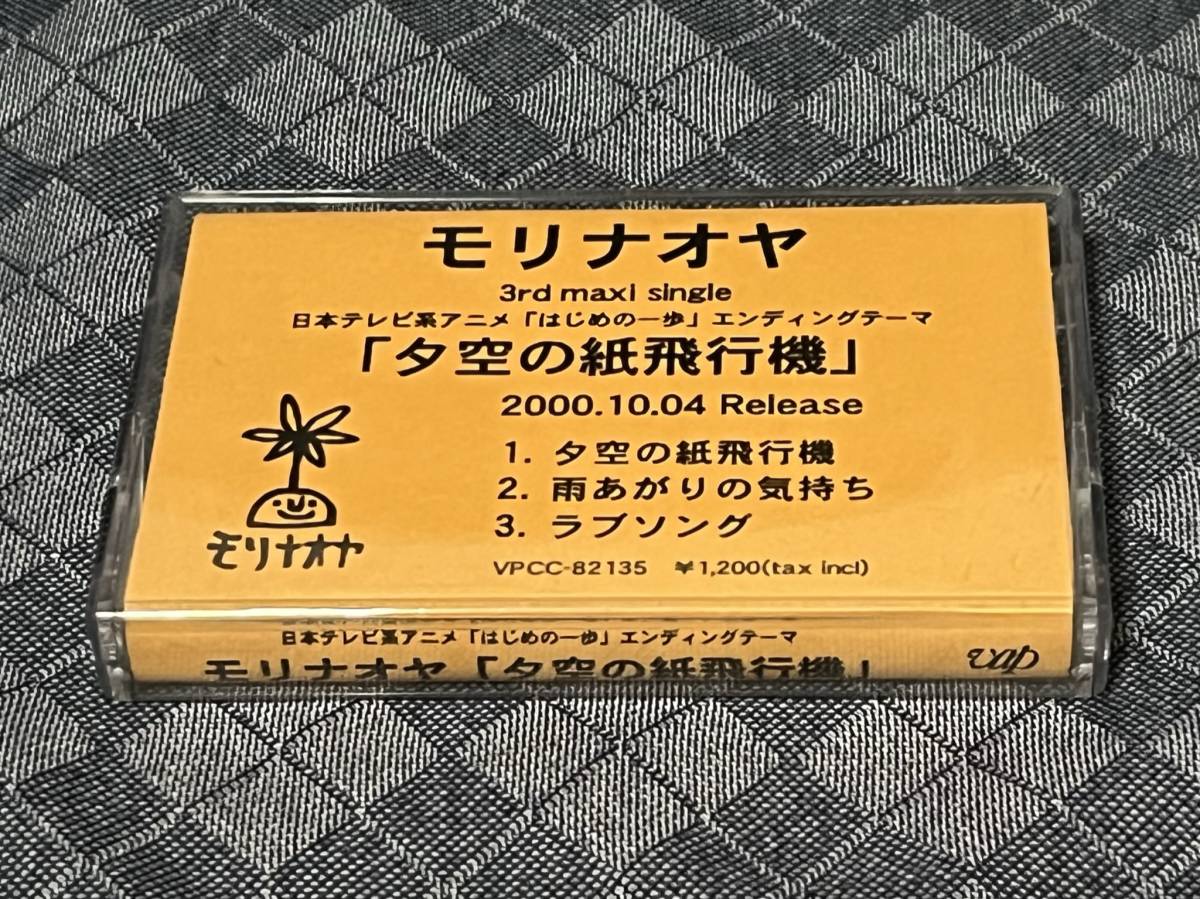 モリナオヤ
3rd maxi single
日本テレビ系アニメ「はじめの一歩」エンディングテーマ
「夕空の紙飛行機」
2000.10.04 Release
1. 夕空の紙飛行機
2. 雨あがりの気持ち
3. ラブソング
VPCC-82135 ¥1,200(tax incl)
モリナオヤ
日本テレビ系アニメ「はじめの一歩」エンディングテーマ
モリナオヤ「夕空の紙飛行機」
vap